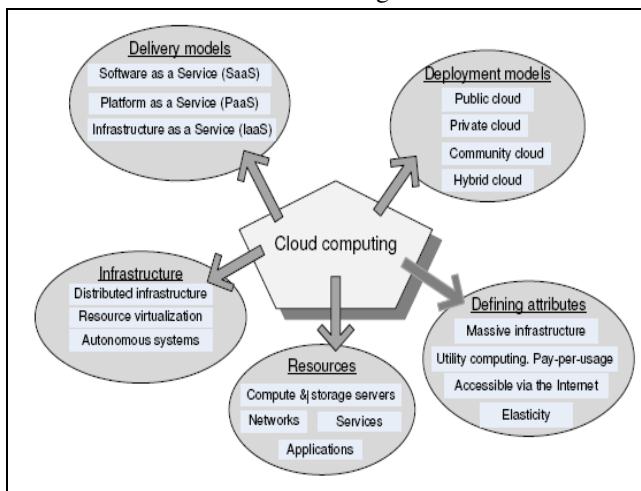 Delivery models
Software as a Service (SaaS)
Platform as a Service (PaaS)
Infrastructure as a Service (IaaS)
Deployment models
Public cloud
Private cloud
Community cloud
Hybrid cloud
Cloud computing
Infrastructure
Distributed infrastructure
Resource virtualization
Autonomous systems
Resources
Compute & storage servers
Networks Services
Applications
Defining attributes
Massive infrastructure
Utility computing. Pay-per-usage
Accessible via the Internet
Elasticity